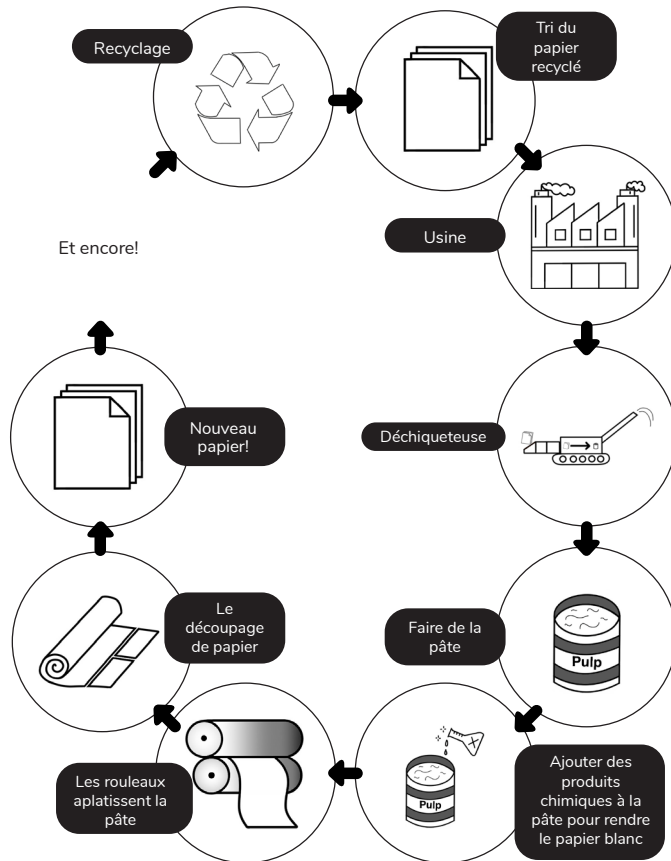 Recyclage
Tri du
papier
recyclé
Usine
Déchiqueteuse
Faire de la
pâte
Pulp
Ajouter des
produits
chimiques à la
pâte pour rendre
le papier blanc
Pulp
Les rouleaux
aplatissent la
pâte
Le
découpage
de papier
Nouveau
papier!
Et encore!